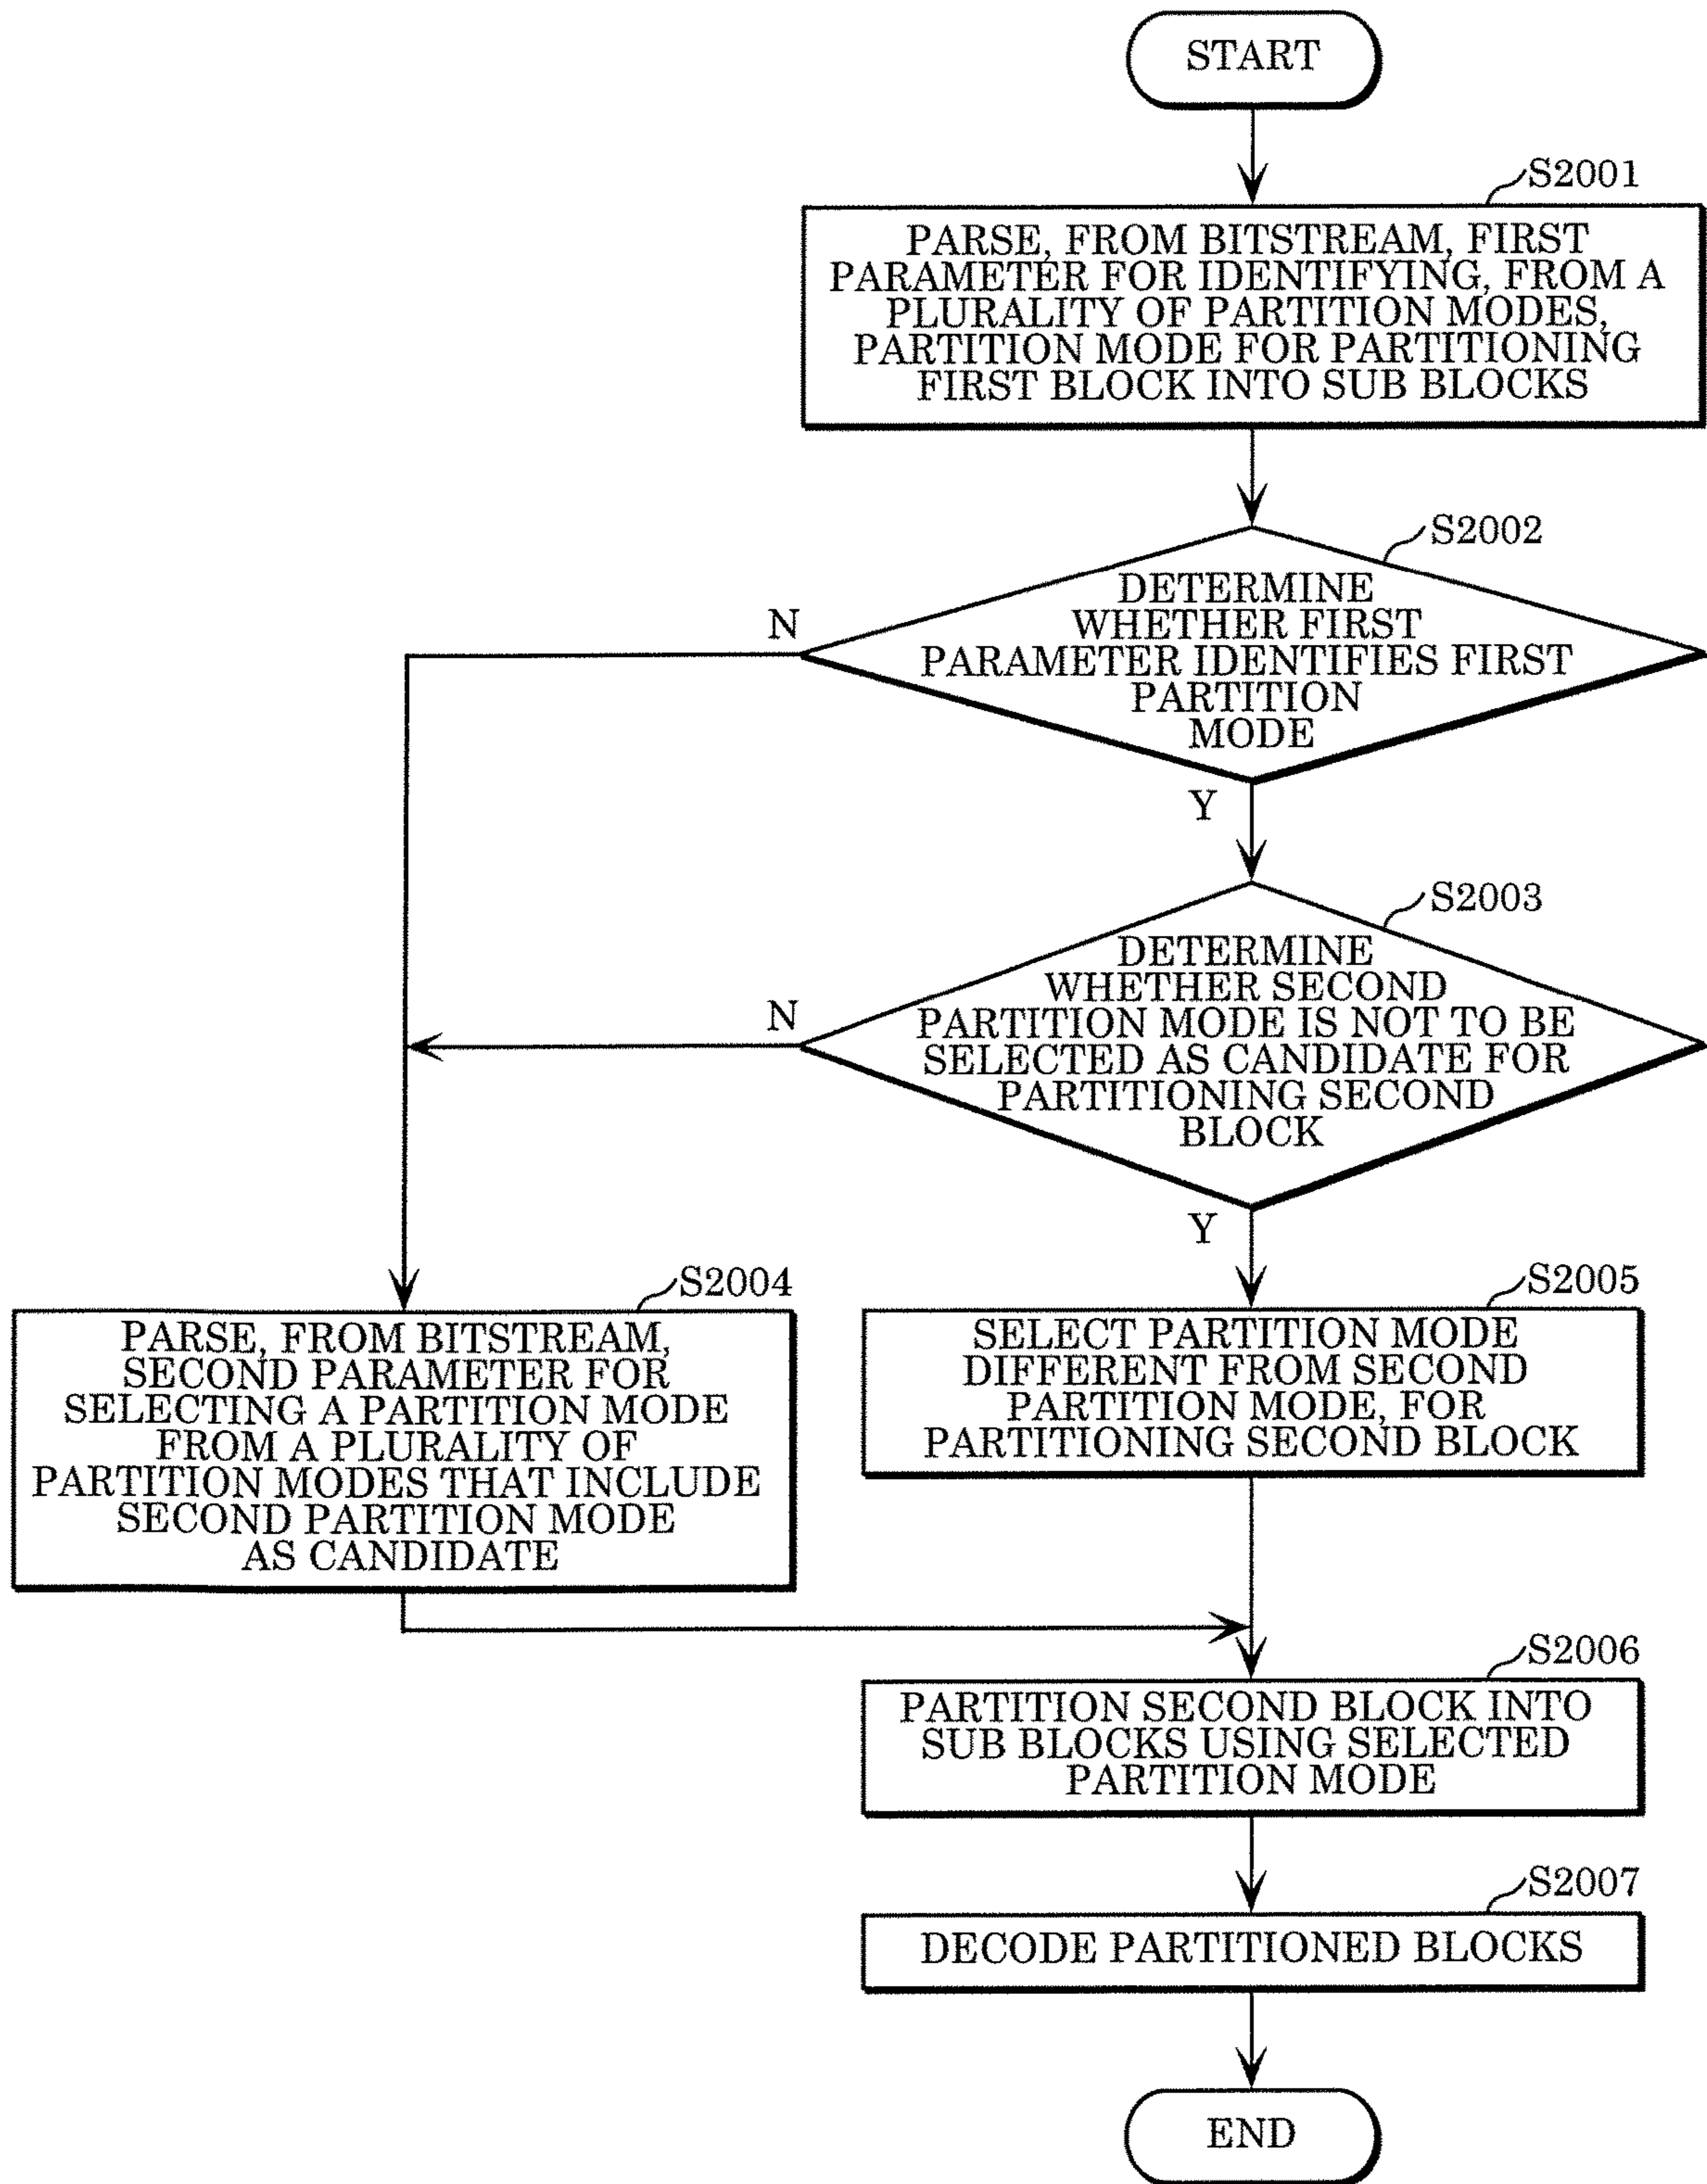 START
S2001
PARSE, FROM BITSTREAM, FIRST
PARAMETER FOR IDENTIFYING, FROM A
PLURALITY OF PARTITION MODES,
PARTITION MODE FOR PARTITIONING
FIRST BLOCK INTO SUB BLOCKS
S2002
DETERMINE
WHETHER FIRST
PARAMETER IDENTIFIES FIRST
PARTITION
MODE
N
Y
S2003
DETERMINE
WHETHER SECOND
PARTITION MODE IS NOT TO BE
SELECTED AS CANDIDATE FOR
PARTITIONING SECOND
BLOCK
N
Y
S2004
PARSE, FROM BITSTREAM,
SECOND PARAMETER FOR
SELECTING A PARTITION MODE
FROM A PLURALITY OF
PARTITION MODES THAT INCLUDE
SECOND PARTITION MODE
AS CANDIDATE
S2005
SELECT PARTITION MODE
DIFFERENT FROM SECOND
PARTITION MODE, FOR
PARTITIONING SECOND BLOCK
S2006
PARTITION SECOND BLOCK INTO
SUB BLOCKS USING SELECTED
PARTITION MODE
S2007
DECODE PARTITIONED BLOCKS
END